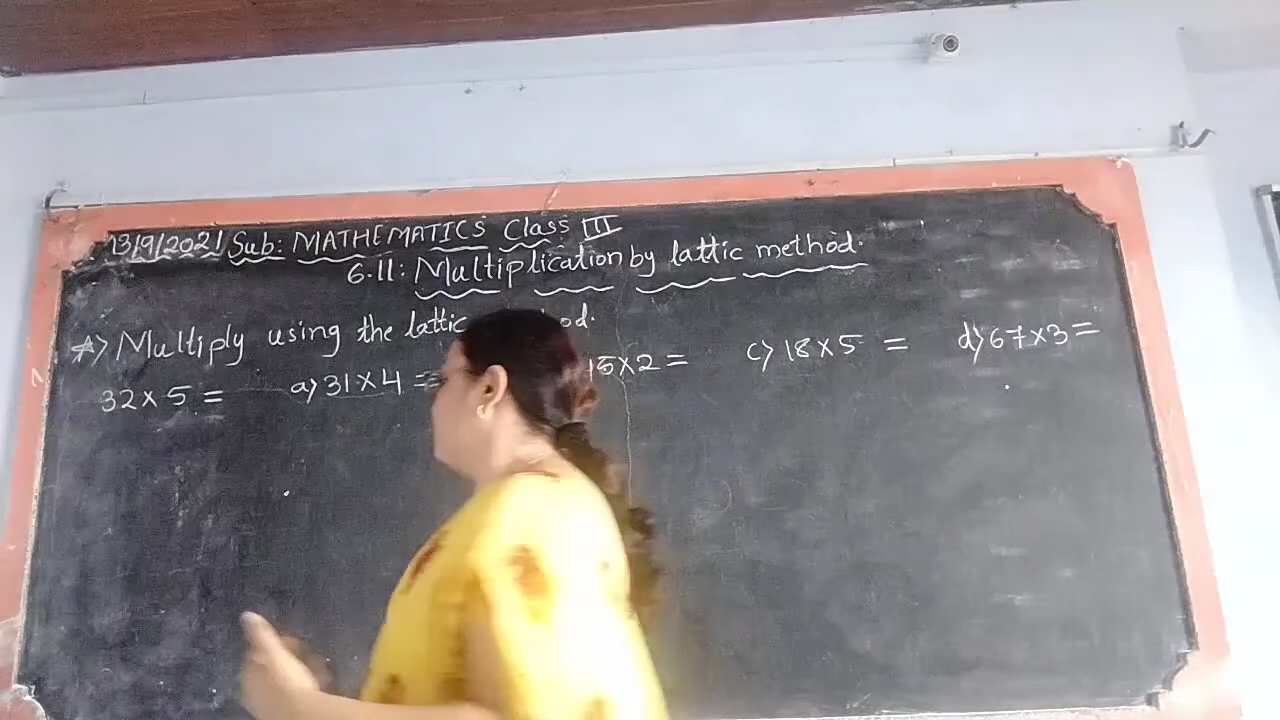 13/9/2021 Sub: MATHEMATICS Class III
6.11: Multiplication by lattic method.
A) Multiply using the lattic od.
32 x 5 = a) 31 x 4 = 15 x 2 = c) 18 x 5 = d) 67 x 3 =